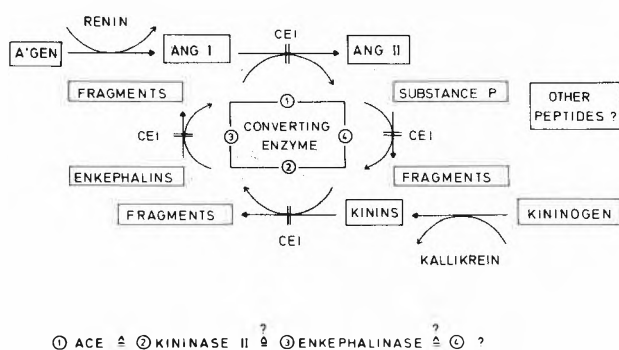 RENIN
CEI
A'GEN ANG I ANG II
FRAGMENTS SUBSTANCE P OTHER
PEPTIDES ?
①
CEI ③ CONVERTING ④ CEI
ENZYME
②
ENKEPHALINS FRAGMENTS
FRAGMENTS KININS KININOGEN
CEI
KALLIKREIN
? ?
① ACE ≙ ② KININASE II ≙ ③ ENKEPHALINASE ≙ ④ ?